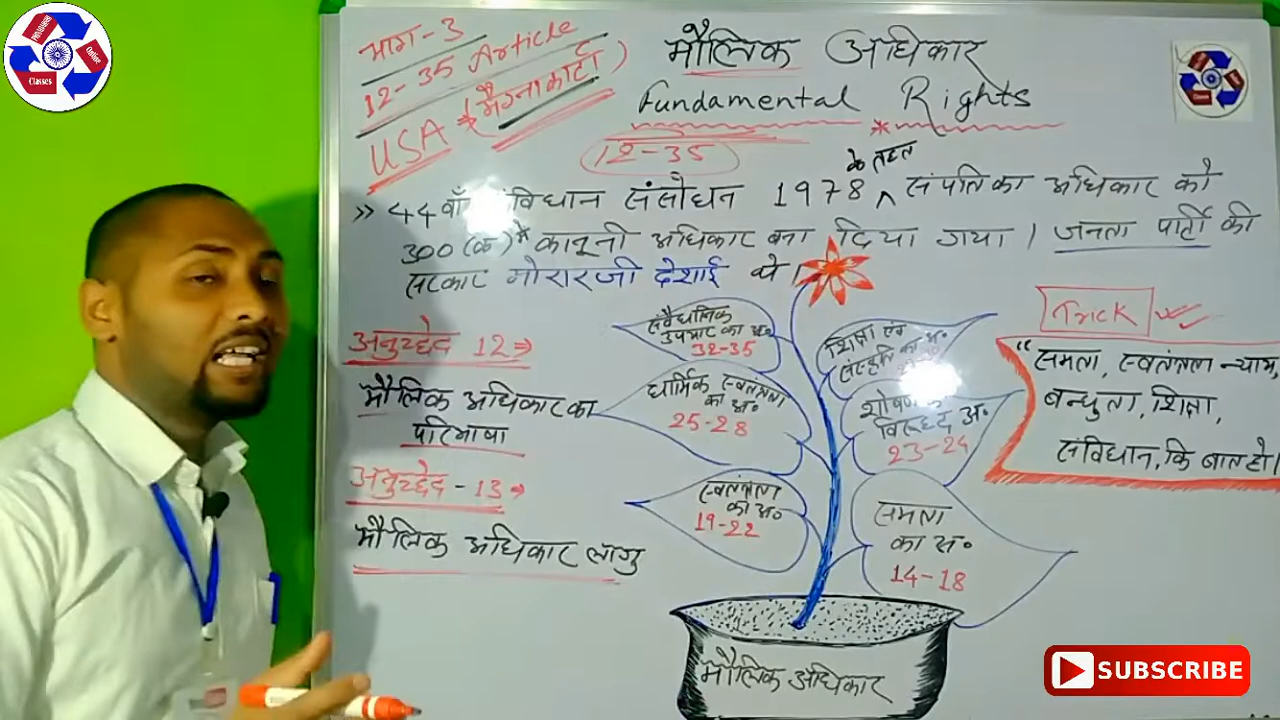 भाग-3
12-35 Article
USA * (मैग्नाकार्टा)
मौलिक अधिकार
Fundamental Rights
12-35
के तहत
» 44वाँ संविधान संसोधन 1978 ^ संपति का अधिकार को
300(क)* कानूनी अधिकार बना दिया गया। जनता पार्टी की
सरकार मोरारजी देशाई थे।
अनुच्छेद 12⇒
मौलिक अधिकार का
परिभाषा
अनुच्छेद -13⇒
मौलिक अधिकार लागु
संवैधानिक
उपचार का अ०
32-35
शिक्षा एवं
संस्कृति का अ०
धार्मिक स्वतंत्रता
का अ०
25-28
शोषण के
विरूद्ध अ०
23-24
स्वतंत्रता
का अ०
19-22
समता
का अ०
14-18
मौलिक अधिकार
Trick
"समता, स्वतंत्रता न्याय,
बन्धुता, शिक्षा,
संविधान, कि बात हो।
Classes
Online
SUBSCRIBE